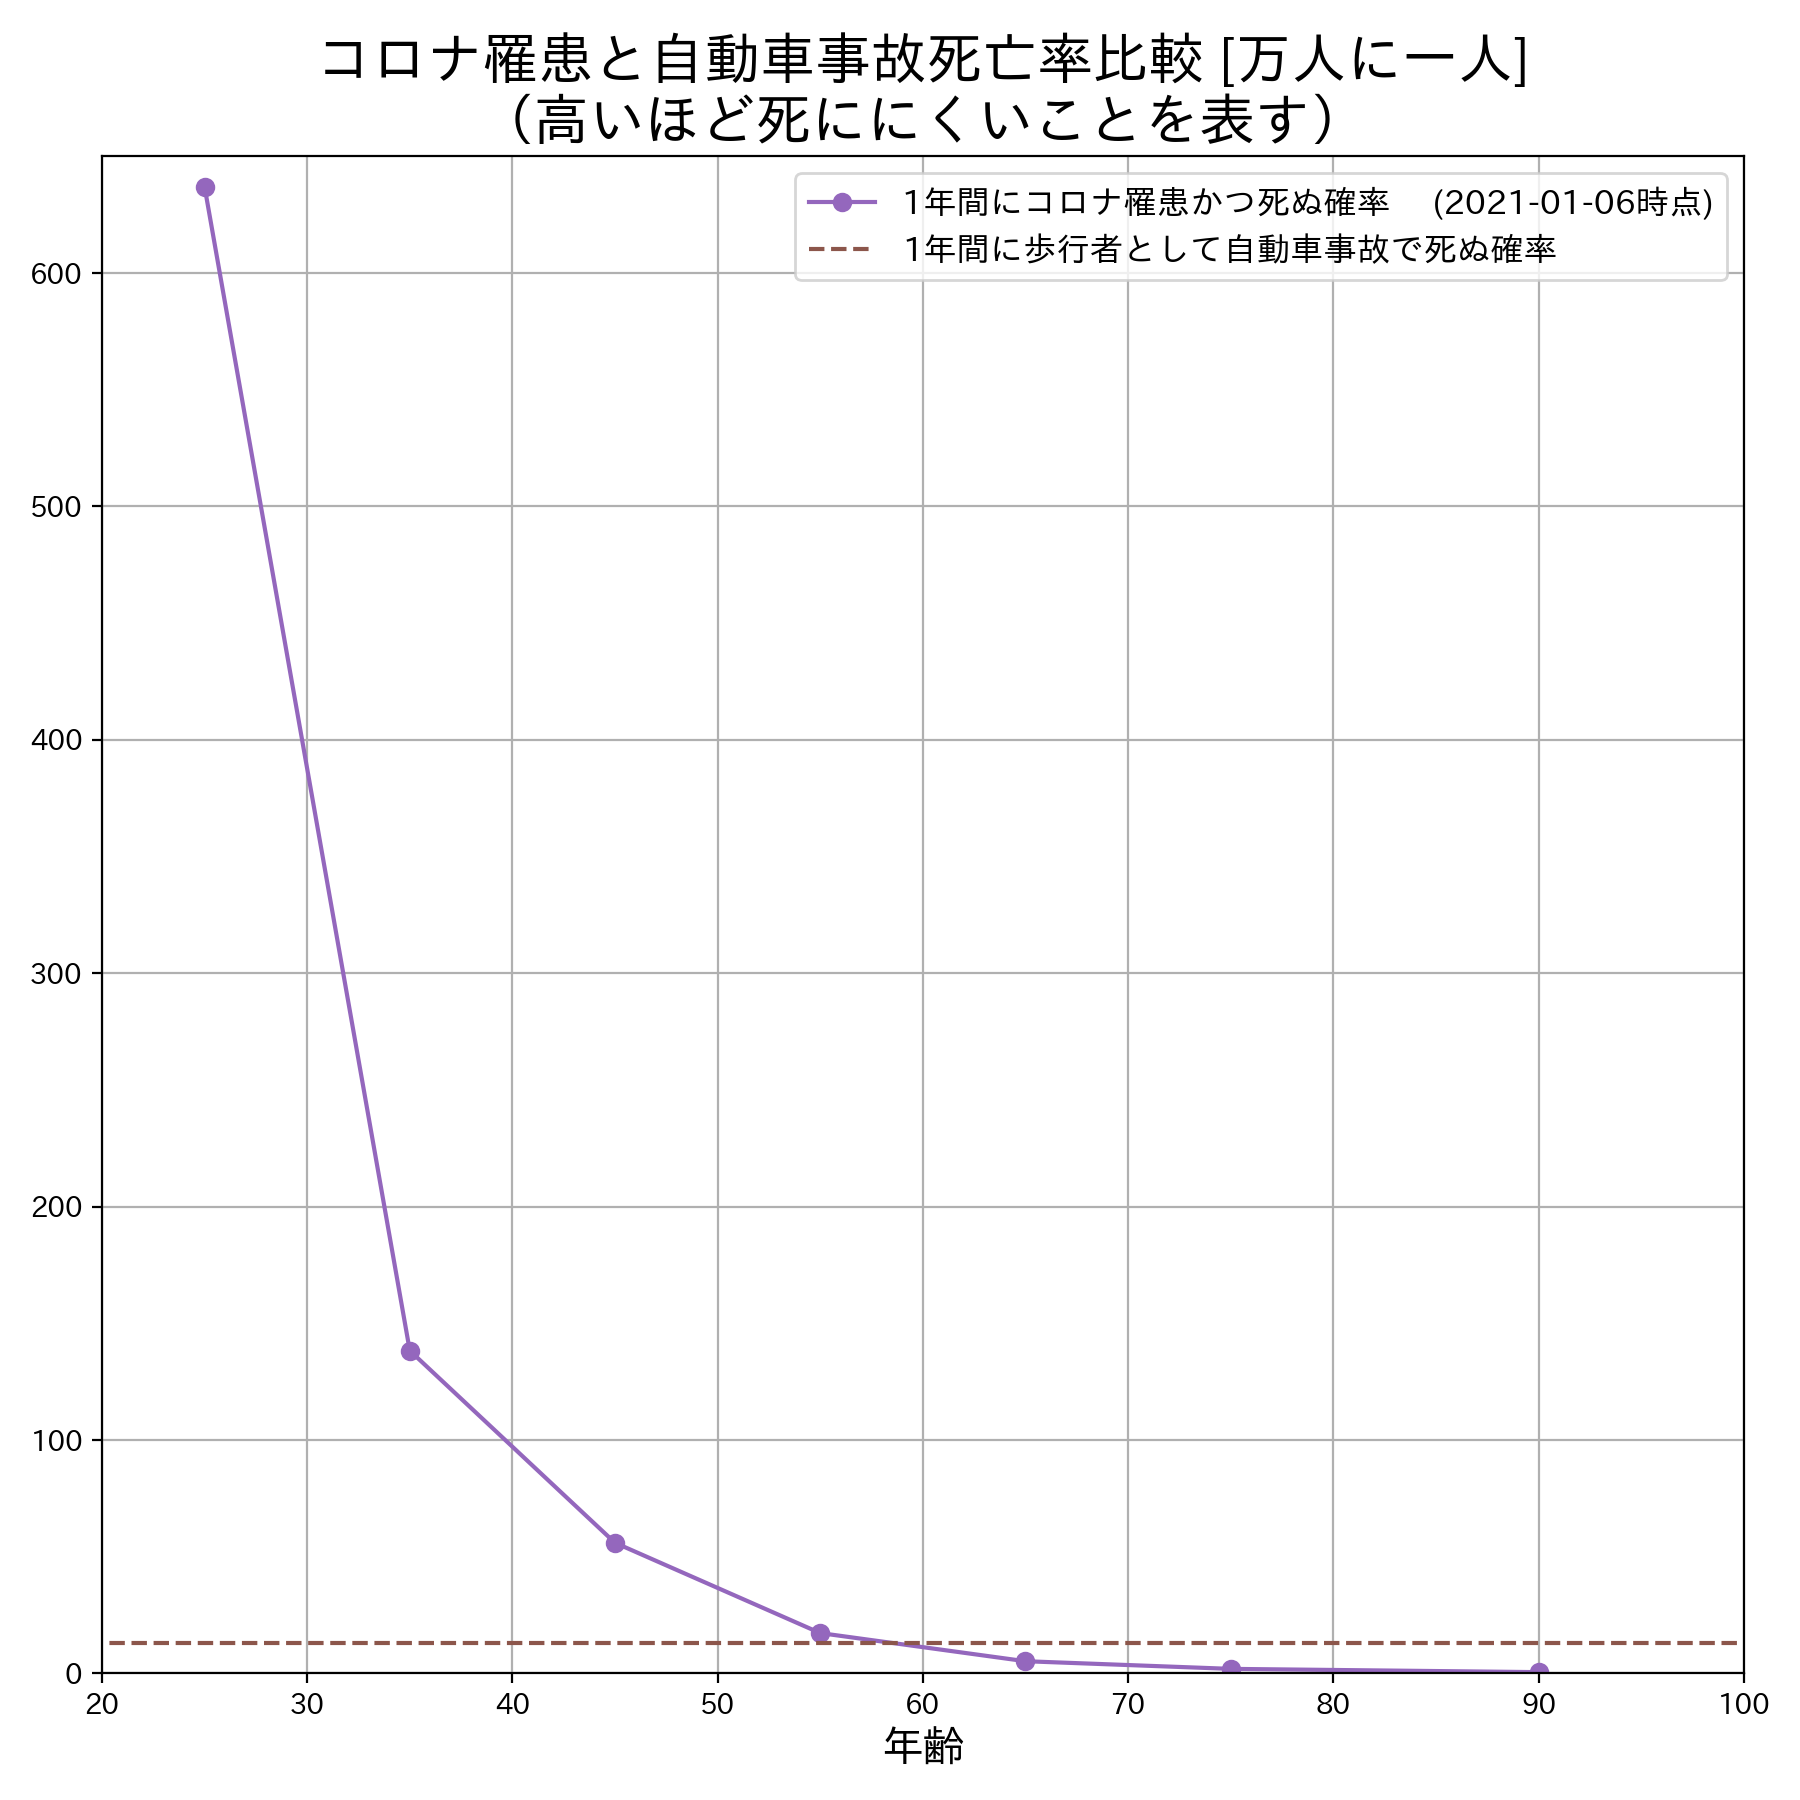 コロナ罹患と自動車事故死亡率比較 [万人に一人]
（高いほど死ににくいことを表す）
1年間にコロナ罹患かつ死ぬ確率　(2021-01-06時点)
1年間に歩行者として自動車事故で死ぬ確率
600
500
400
300
200
100
0
20 30 40 50 60 70 80 90 100
年齢